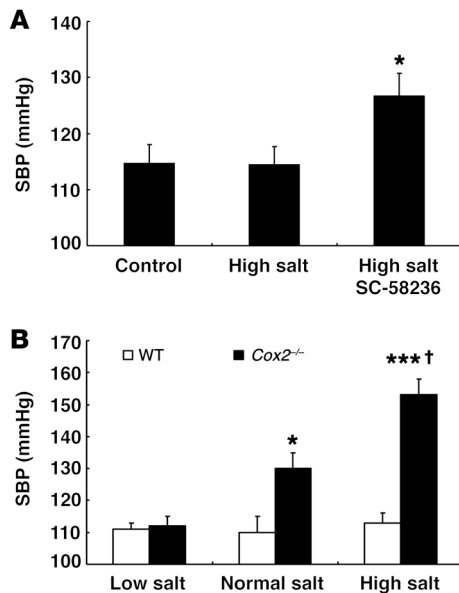 A
SBP (mmHg)
140
130
120
110
100
Control
High salt
High salt
SC-58236
*
B
WT
Cox2⁻/⁻
SBP (mmHg)
170
160
150
140
130
120
110
100
*
***†
Low salt
Normal salt
High salt